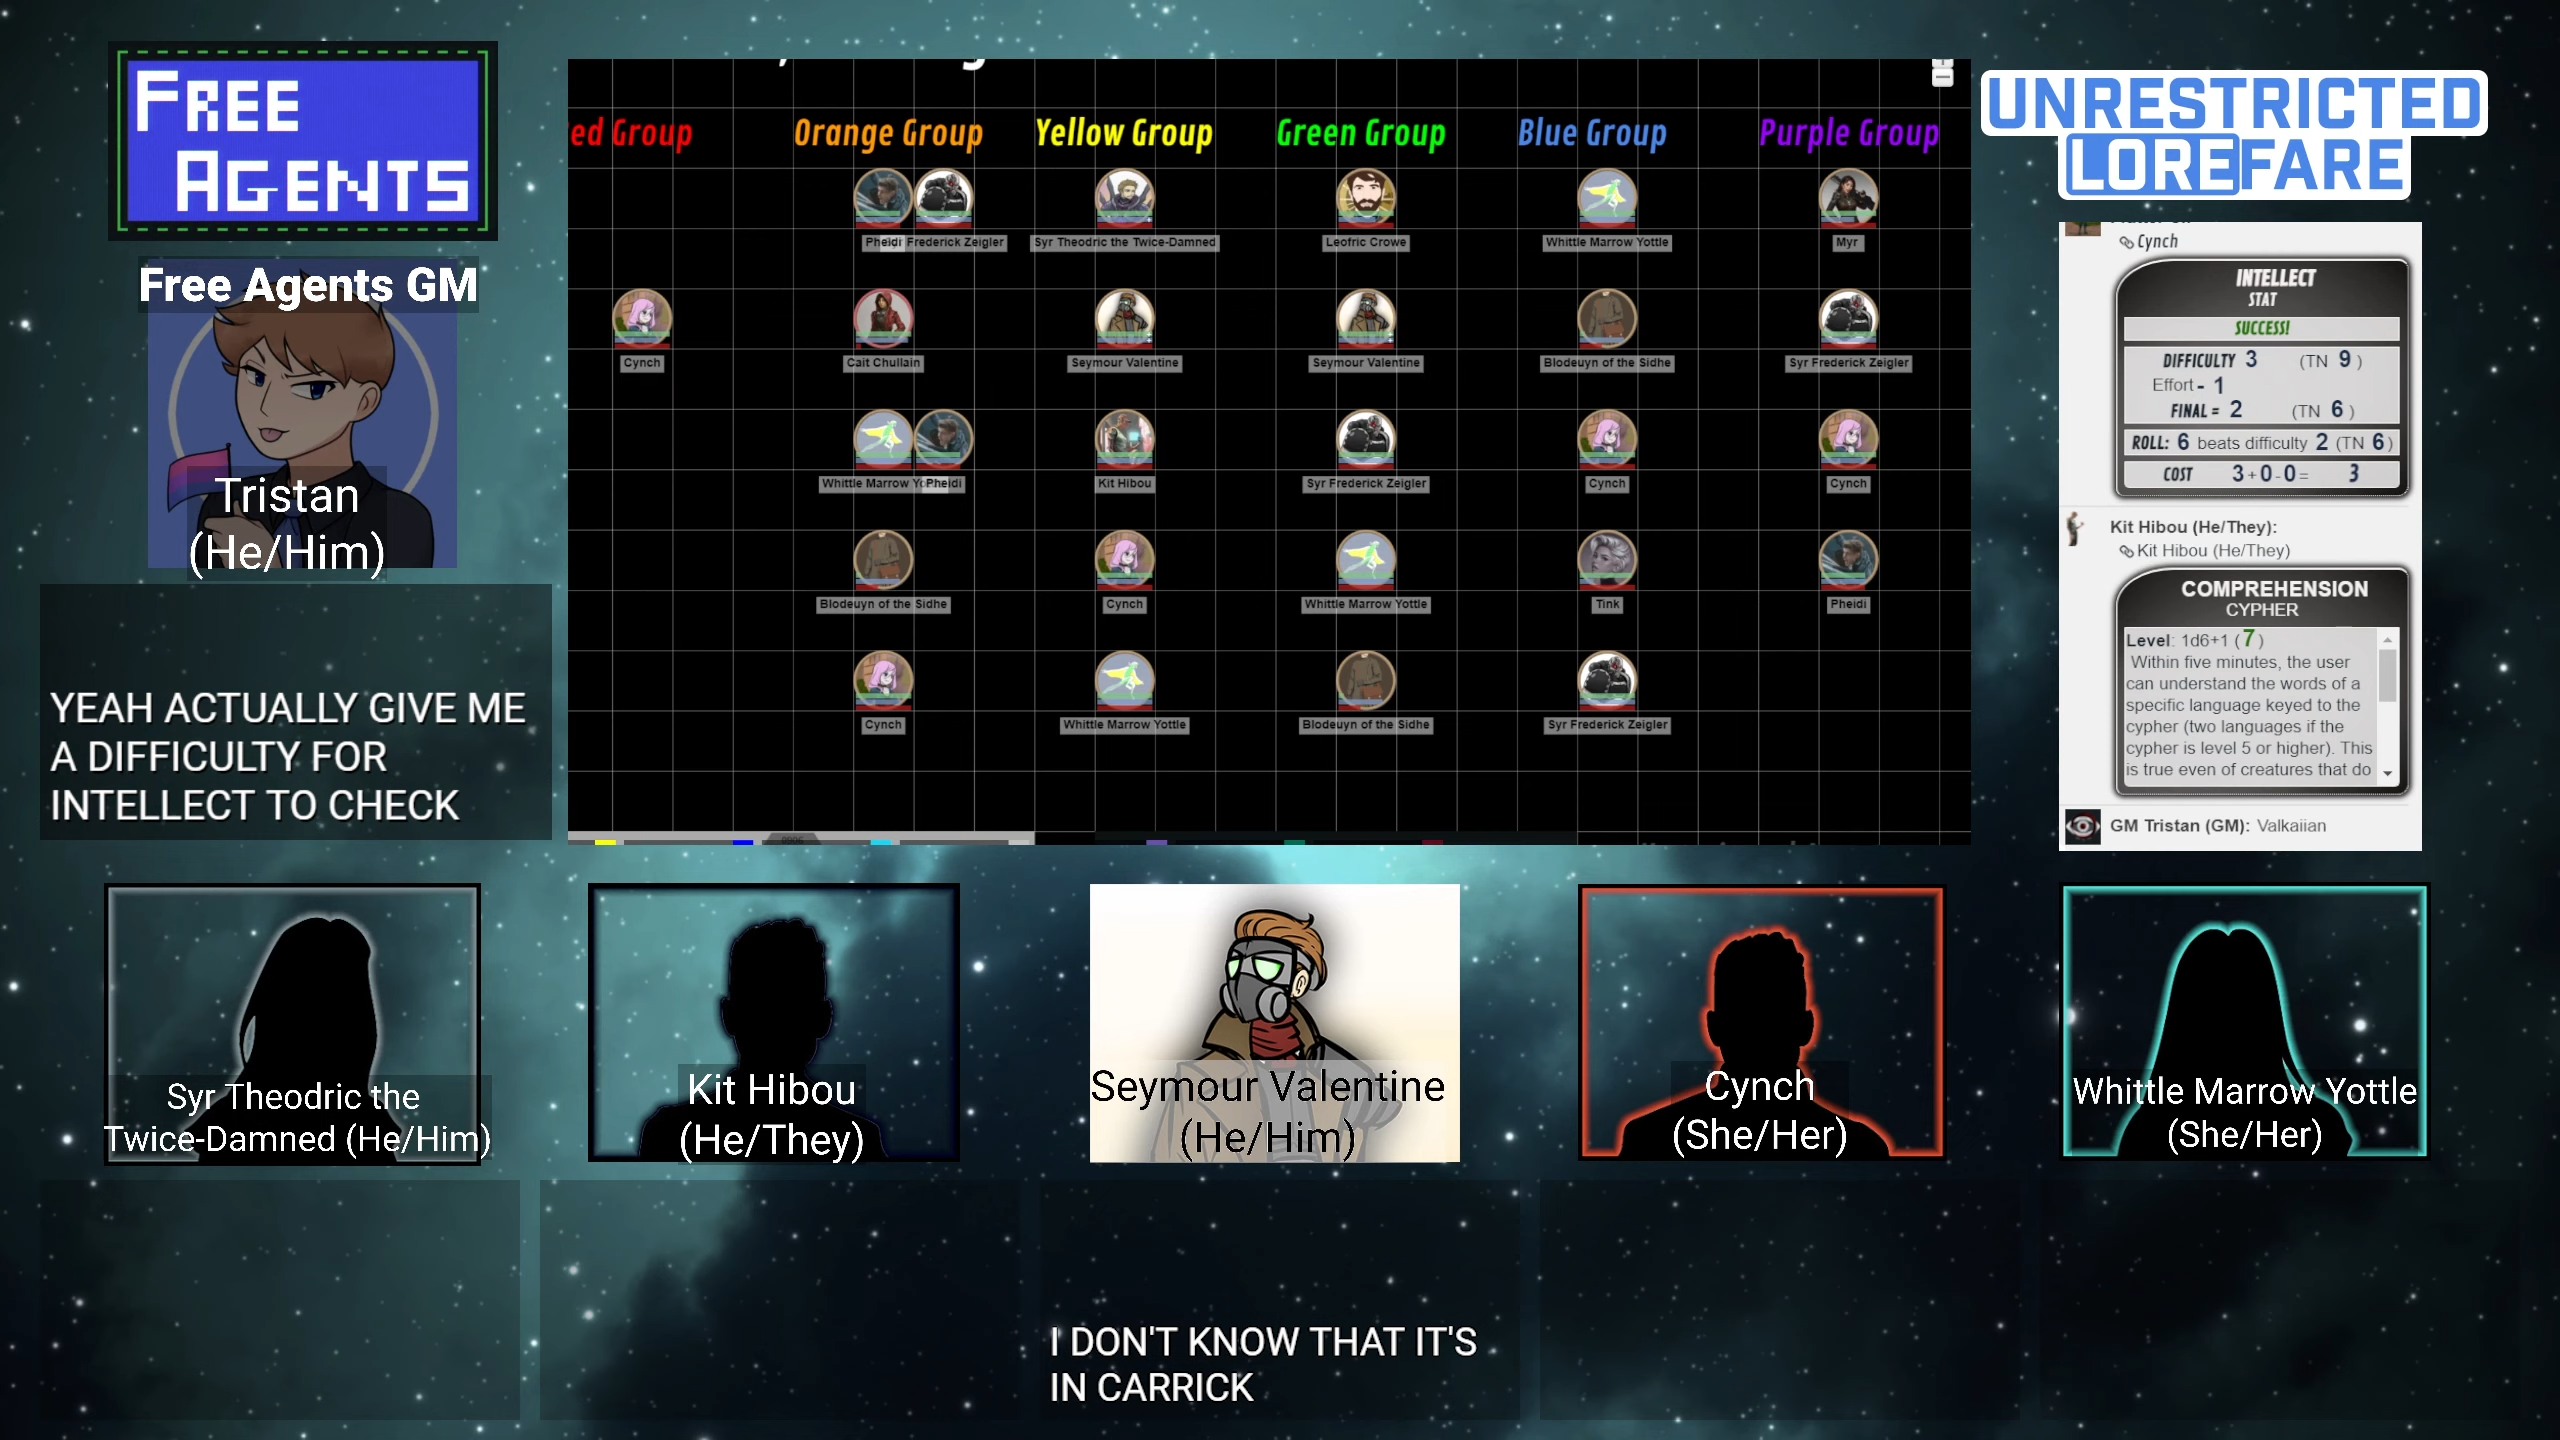 FREE
AGENTS
Free Agents GM
Tristan
(He/Him)
YEAH ACTUALLY GIVE ME
A DIFFICULTY FOR
INTELLECT TO CHECK
ed Group
Orange Group
Yellow Group
Green Group
Blue Group
Purple Group
Pheidi
Frederick Zeigler
Syr Theodric the Twice-Damned
Leofric Crowe
Whittle Marrow Yottle
Myr
Cynch
Cait Chullain
Seymour Valentine
Seymour Valentine
Blodeuyn of the Sidhe
Syr Frederick Zeigler
Whittle Marrow Yo
Pheidi
Kit Hibou
Syr Frederick Zeigler
Cynch
Cynch
Blodeuyn of the Sidhe
Cynch
Whittle Marrow Yottle
Tink
Pheidi
Cynch
Whittle Marrow Yottle
Blodeuyn of the Sidhe
Syr Frederick Zeigler
UNRESTRICTED
LOREFARE
Cynch
INTELLECT
STAT
SUCCESS!
DIFFICULTY 3 (TN 9)
Effort - 1
FINAL = 2 (TN 6)
ROLL: 6 beats difficulty 2 (TN 6)
COST 3+0-0= 3
Kit Hibou (He/They):
Kit Hibou (He/They)
COMPREHENSION
CYPHER
Level: 1d6+1 (7)
Within five minutes, the user
can understand the words of a
specific language keyed to the
cypher (two languages if the
cypher is level 5 or higher). This
is true even of creatures that do
GM Tristan (GM): Valkaiian
Syr Theodric the
Twice-Damned (He/Him)
Kit Hibou
(He/They)
Seymour Valentine
(He/Him)
Cynch
(She/Her)
Whittle Marrow Yottle
(She/Her)
I DON'T KNOW THAT IT'S
IN CARRICK